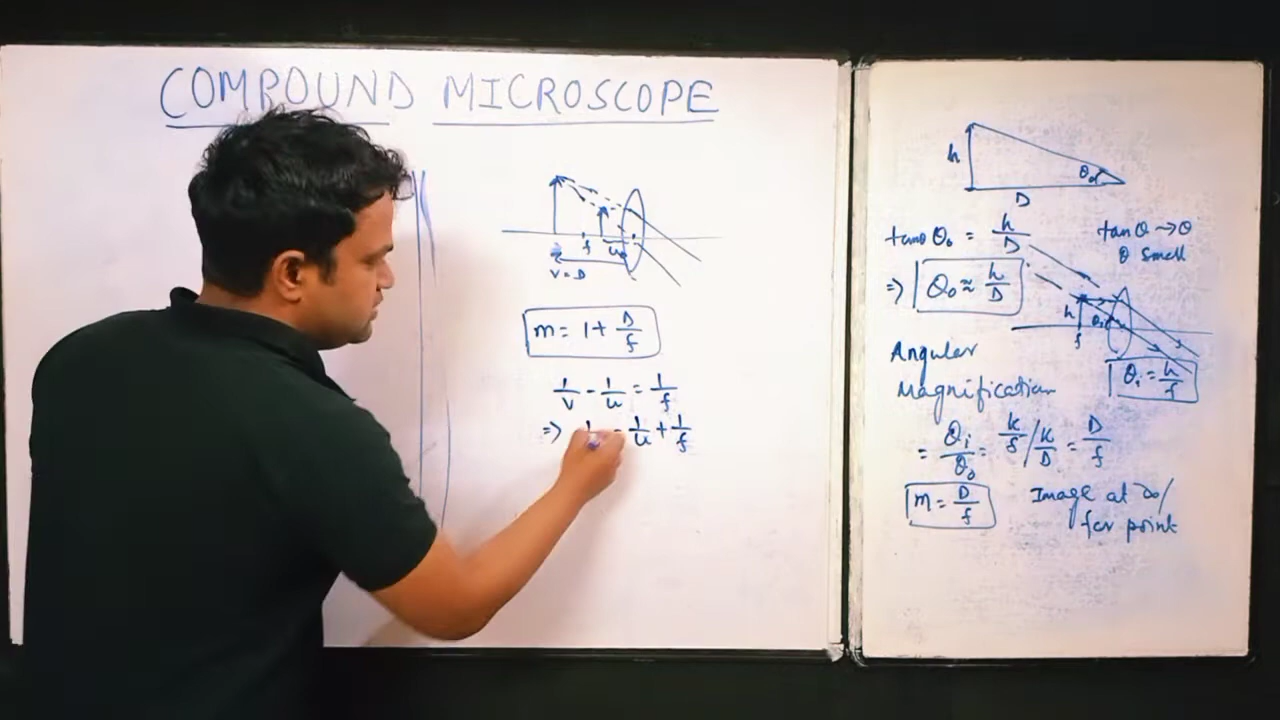 COMPOUND MICROSCOPE
f
u
v = D
m = 1 + D/f
1/v - 1/u = 1/f
=> 1/ = 1/u + 1/f
h
θo
D
tan θo = h/D
tan θ → θ
θ small
=> θo ≈ h/D
h
θi
f
θi = h/f
Angular
Magnification
= θi/θo = h/f / h/D = D/f
m = D/f
Image at ∞/
far point